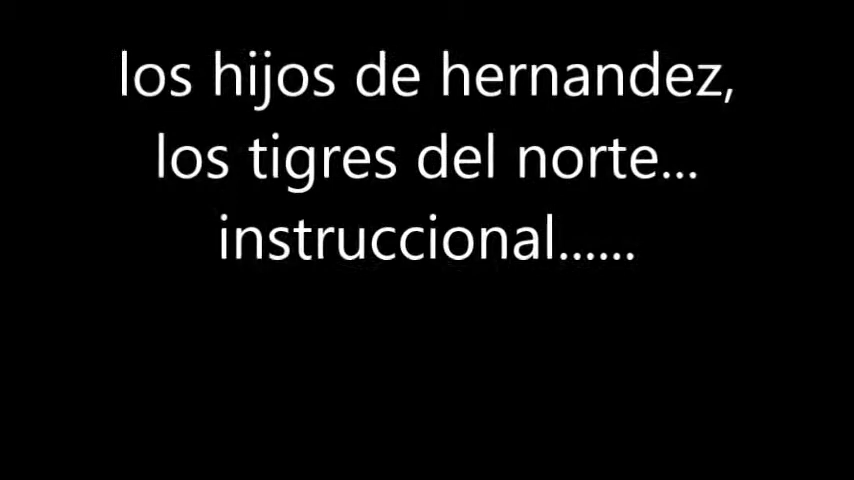 los hijos de hernandez,
los tigres del norte...
instruccional......